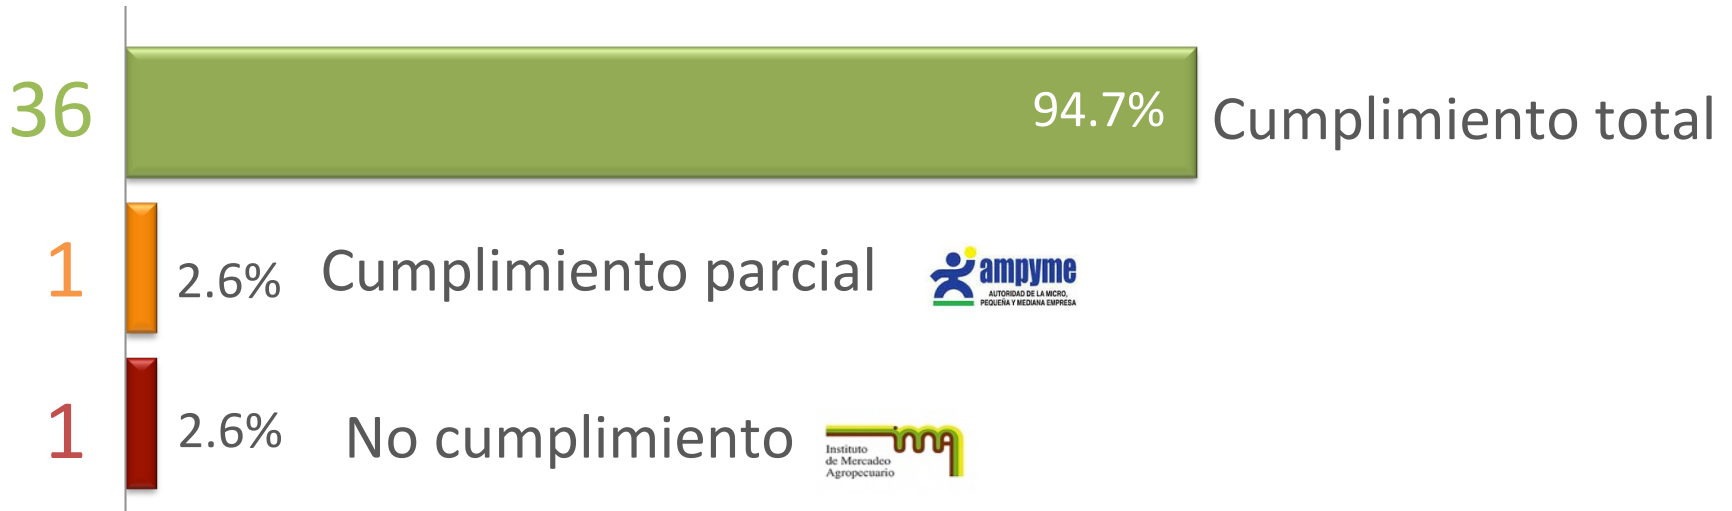 36
94.7%
Cumplimiento total
1
2.6%
Cumplimiento parcial
ampyme
AUTORIDAD DE LA MICRO,
PEQUEÑA Y MEDIANA EMPRESA
1
2.6%
No cumplimiento
ima
Instituto
de Mercadeo
Agropecuario